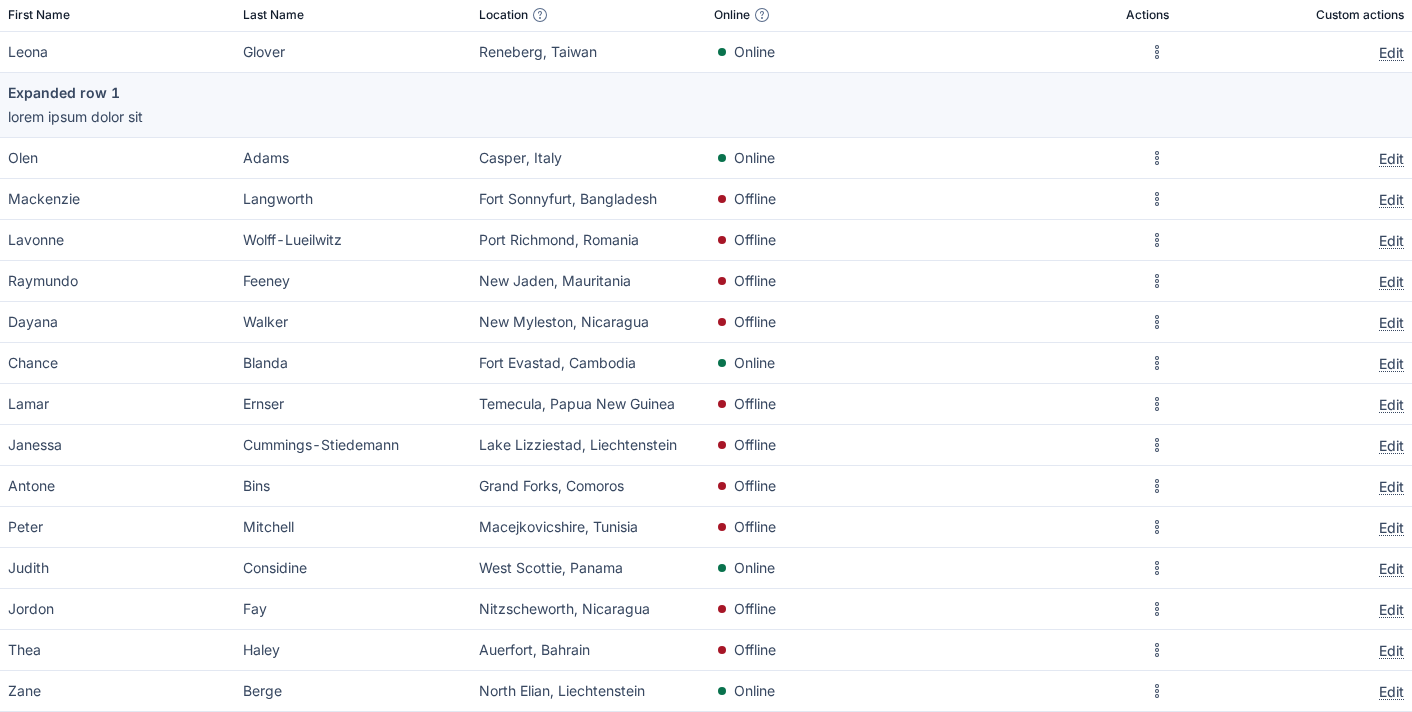 First Name Last Name Location Online Actions Custom actions
Leona Glover Reneberg, Taiwan Online Edit
Expanded row 1
lorem ipsum dolor sit
Olen Adams Casper, Italy Online Edit
Mackenzie Langworth Fort Sonnyfurt, Bangladesh Offline Edit
Lavonne Wolff-Lueilwitz Port Richmond, Romania Offline Edit
Raymundo Feeney New Jaden, Mauritania Offline Edit
Dayana Walker New Myleston, Nicaragua Offline Edit
Chance Blanda Fort Evastad, Cambodia Online Edit
Lamar Ernser Temecula, Papua New Guinea Offline Edit
Janessa Cummings-Stiedemann Lake Lizziestad, Liechtenstein Offline Edit
Antone Bins Grand Forks, Comoros Offline Edit
Peter Mitchell Macejkovicshire, Tunisia Offline Edit
Judith Considine West Scottie, Panama Online Edit
Jordon Fay Nitzscheworth, Nicaragua Offline Edit
Thea Haley Auerfort, Bahrain Offline Edit
Zane Berge North Elian, Liechtenstein Online Edit